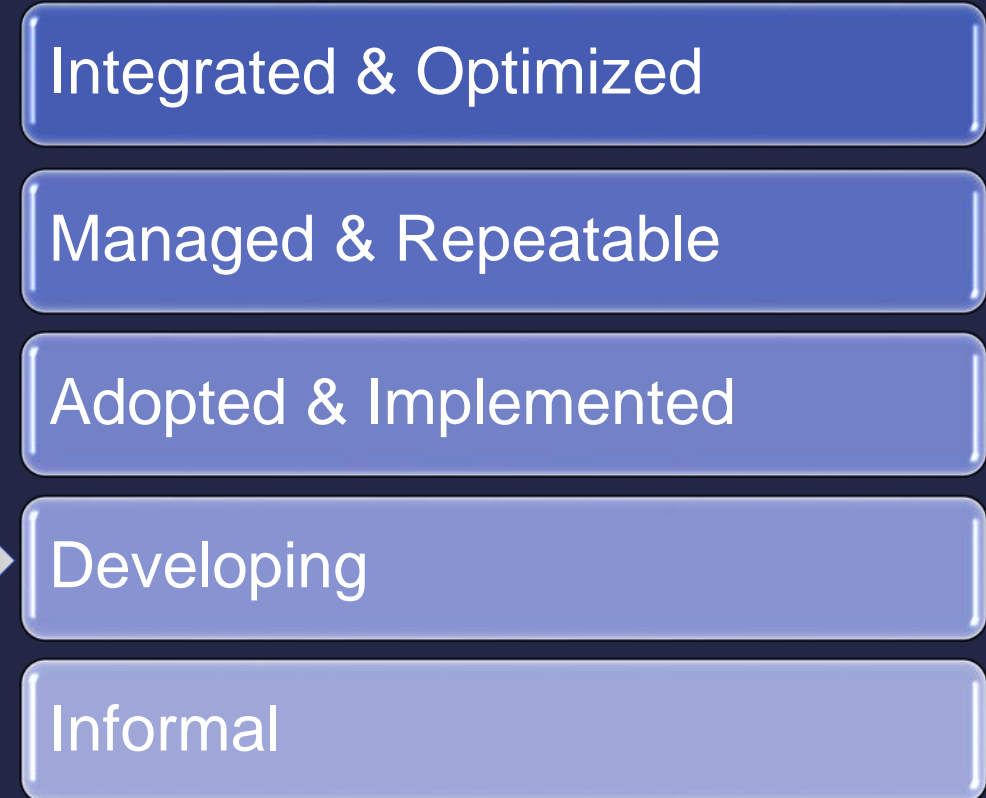 Integrated & Optimized
Managed & Repeatable
Adopted & Implemented
Developing
Informal